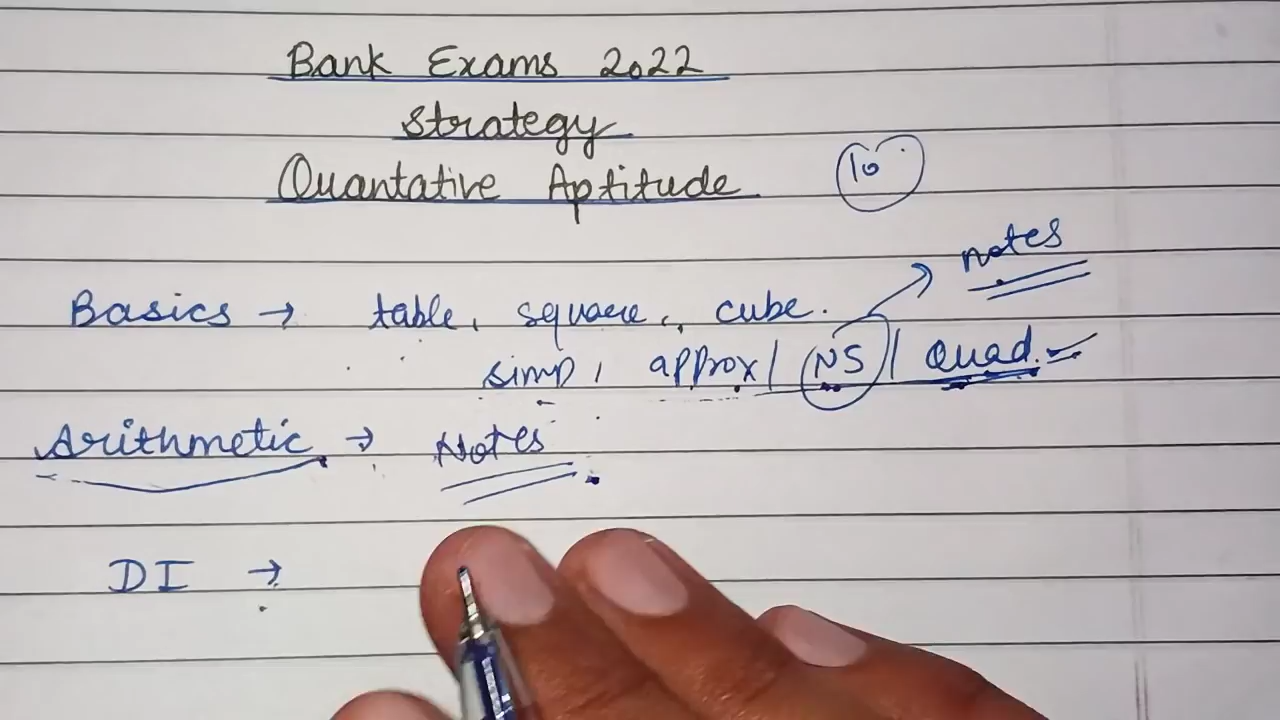 Bank Exams 2022
Strategy
Quantative Aptitude 10
notes
Basics → table, square, cube.
simp, approx / NS / Quad.
Arithmetic → Notes
DI →